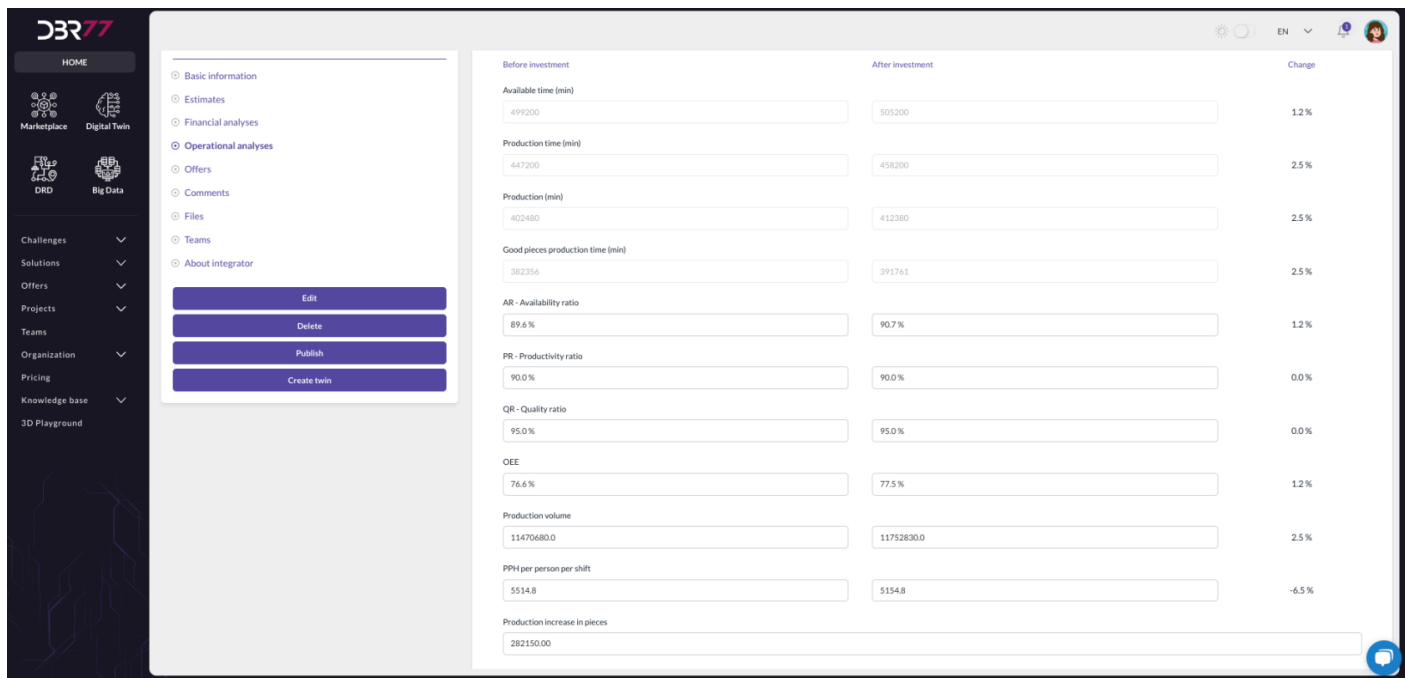 DBR77
EN
1
HOME
Marketplace
Digital Twin
DRD
Big Data
Challenges
Solutions
Offers
Projects
Teams
Organization
Pricing
Knowledge base
3D Playground
Basic information
Estimates
Financial analyses
Operational analyses
Offers
Comments
Files
Teams
About integrator
Edit
Delete
Publish
Create twin
Before investment After investment Change
Available time (min)
499200 505200 1.2 %
Production time (min)
447200 458200 2.5 %
Production (min)
402480 412380 2.5 %
Good pieces production time (min)
382356 391761 2.5 %
AR - Availability ratio
89.6 % 90.7 % 1.2 %
PR - Productivity ratio
90.0 % 90.0 % 0.0 %
QR - Quality ratio
95.0 % 95.0 % 0.0 %
OEE
76.6 % 77.5 % 1.2 %
Production volume
11470680.0 11752830.0 2.5 %
PPH per person per shift
5514.8 5154.8 -6.5 %
Production increase in pieces
282150.00